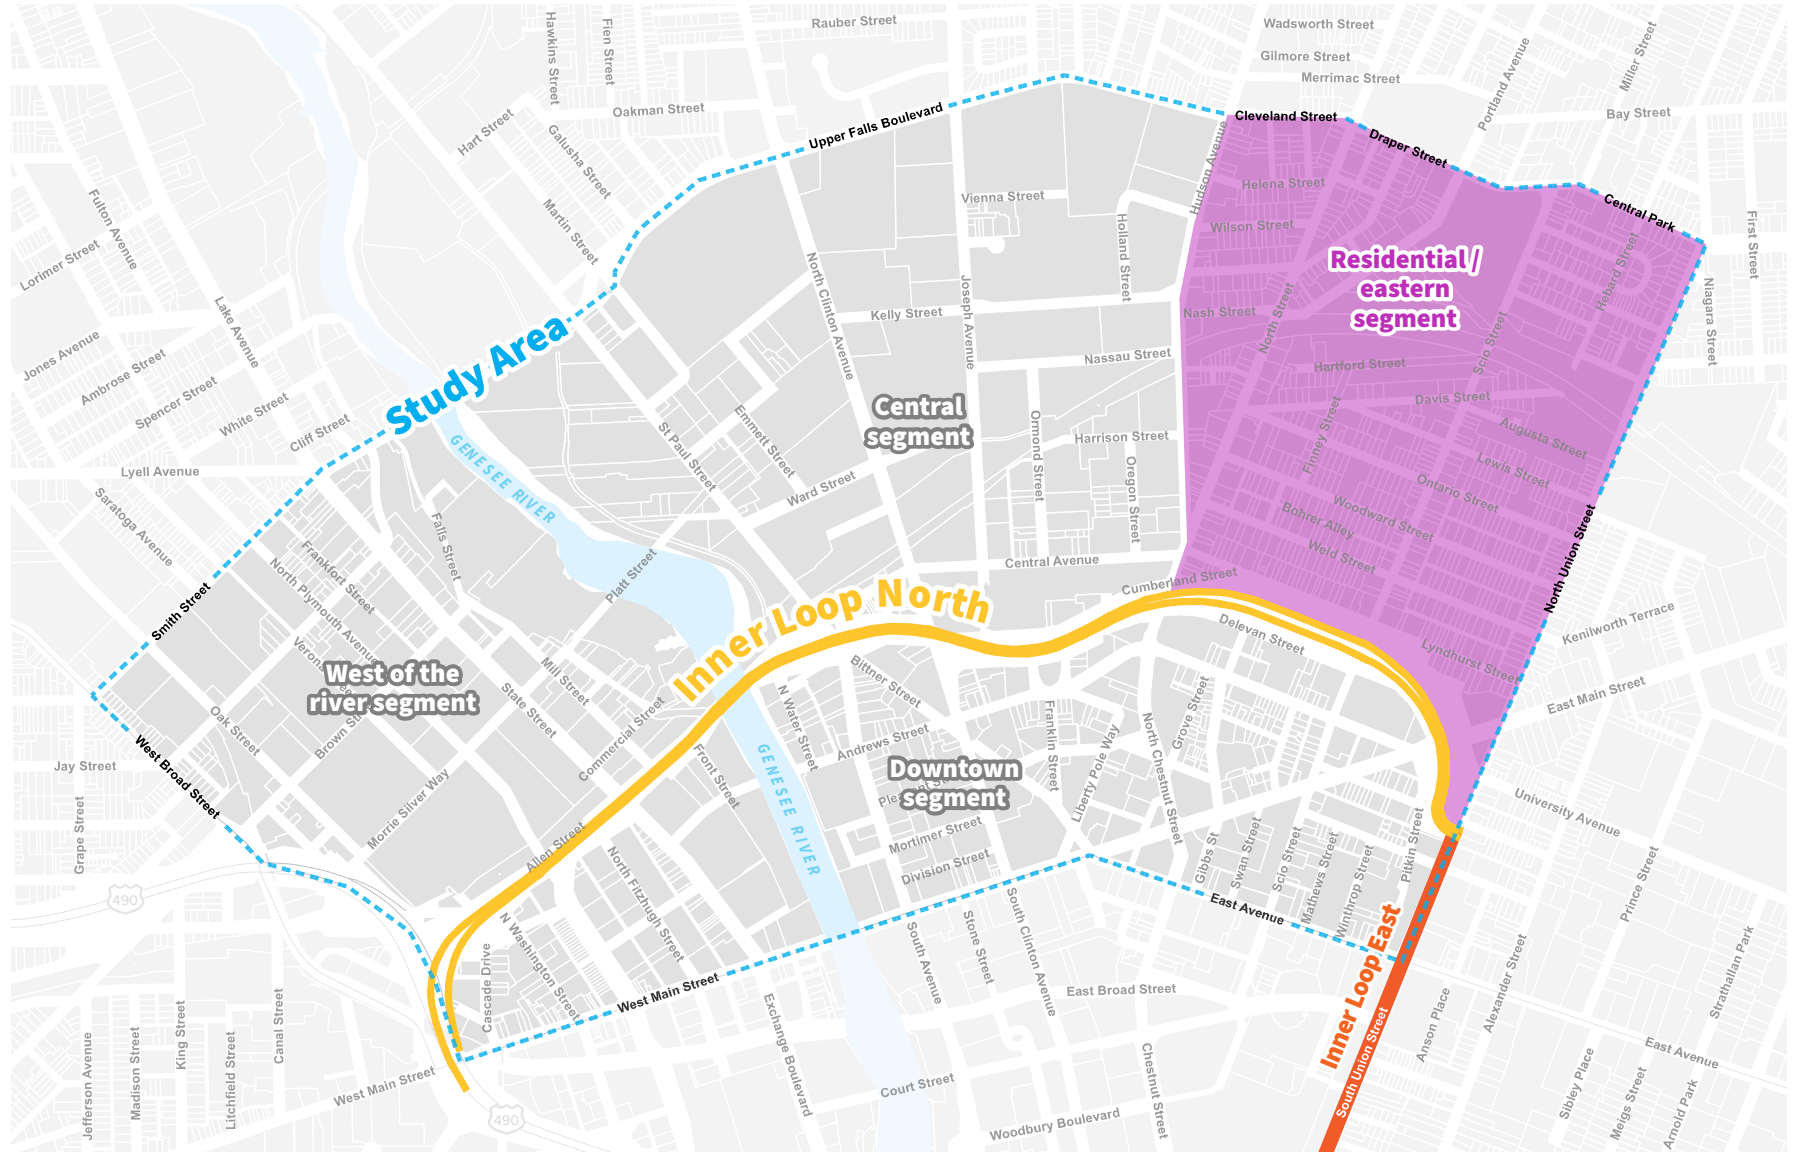 Rauber Street
Wadsworth Street
Hawkins Street
Fien Street
Gilmore Street
Merrimac Street
Portland Avenue
Miller Street
Oakman Street
Bay Street
Hart Street
Galusha Street
Upper Falls Boulevard
Cleveland Street
Draper Street
Hudson Avenue
Helena Street
Central Park
Fulton Avenue
Martin Street
Vienna Street
Holland Street
Wilson Street
First Street
Lorimer Street
Residential /
eastern
segment
Hebard Street
Niagara Street
Lake Avenue
North Clinton Avenue
Joseph Avenue
Kelly Street
Nash Street
North Street
Scio Street
Jones Avenue
Ambrose Street
Spencer Street
White Street
Cliff Street
Study Area
Nassau Street
Hartford Street
Davis Street
Central
segment
Emmett Street
St Paul Street
Ward Street
Ormond Street
Harrison Street
Oregon Street
Finney Street
Augusta Street
Lewis Street
Ontario Street
Woodward Street
Bohrer Alley
Weld Street
Lyell Avenue
Saratoga Avenue
GENESEE RIVER
Falls Street
Frankfort Street
North Plymouth Avenue
Platt Street
Central Avenue
Cumberland Street
North Union Street
Smith Street
Inner Loop North
Delevan Street
Lyndhurst Street
Kenilworth Terrace
East Main Street
West of the
river segment
Mill Street
State Street
Commercial Street
Oak Street
Brown
West Broad Street
Jay Street
Grape Street
Morrie Silver Way
Allen Street
Front Street
N Water Street
Bittner Street
Andrews Street
GENESEE RIVER
Downtown
segment
Franklin Street
Liberty Pole Way
North Chestnut Street
Grove Street
Mortimer Street
Division Street
Gibbs St
Swan Street
Scio Street
Mathews Street
Winthrop Street
Pitkin Street
University Avenue
Prince Street
490
N Washington Street
North Fitzhugh Street
Cascade Drive
West Main Street
South Avenue
Stone Street
South Clinton Avenue
East Avenue
Inner Loop East
South Union Street
Alexander Street
Strathallan Park
Anson Place
East Broad Street
Exchange Boulevard
Court Street
Chestnut Street
Woodbury Boulevard
East Avenue
Sibley Place
Meigs Street
Arnold Park
Jefferson Avenue
Madison Street
King Street
Litchfield Street
Canal Street
West Main Street
490